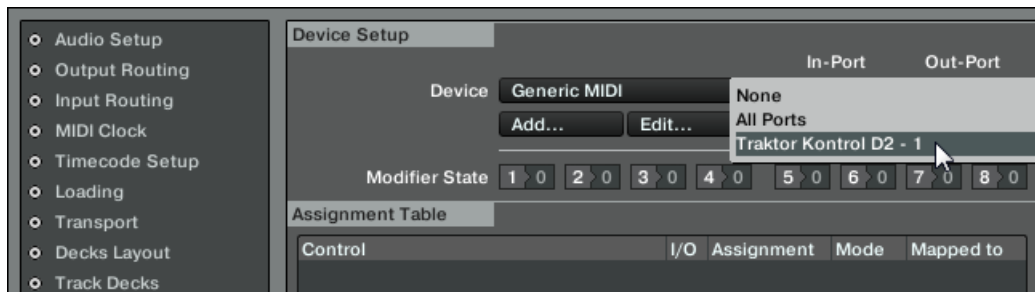 Audio Setup
Output Routing
Input Routing
MIDI Clock
Timecode Setup
Loading
Transport
Decks Layout
Track Decks
Device Setup
In-Port Out-Port
Device Generic MIDI
Add... Edit...
None
All Ports
Traktor Kontrol D2 - 1
Modifier State 1 0 2 0 3 0 4 0 5 0 6 0 7 0 8 0
Assignment Table
Control I/O Assignment Mode Mapped to